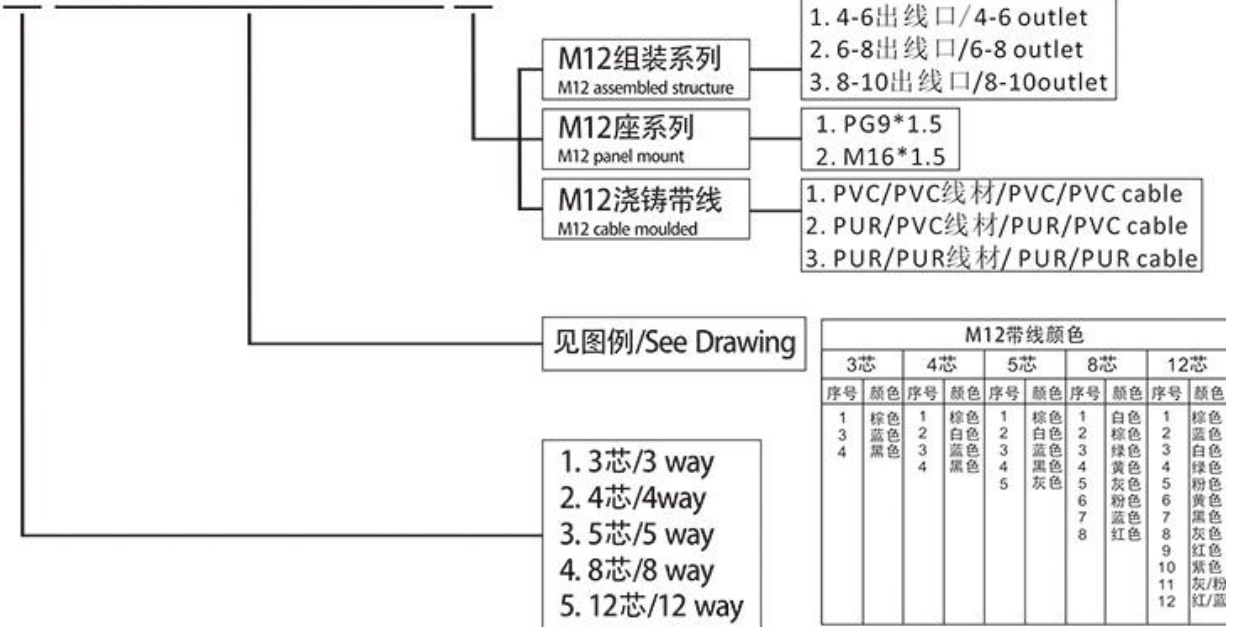 M12组装系列
M12 assembled structure
1. 4-6出线口/4-6 outlet
2. 6-8出线口/6-8 outlet
3. 8-10出线口/8-10outlet
M12座系列
M12 panel mount
1. PG9*1.5
2. M16*1.5
M12浇铸带线
M12 cable moulded
1. PVC/PVC线材/PVC/PVC cable
2. PUR/PVC线材/PUR/PVC cable
3. PUR/PUR线材/ PUR/PUR cable
见图例/See Drawing
1. 3芯/3 way
2. 4芯/4way
3. 5芯/5 way
4. 8芯/8 way
5. 12芯/12 way
M12带线颜色
3芯 4芯 5芯 8芯 12芯
序号 颜色 序号 颜色 序号 颜色 序号 颜色 序号 颜色
1 棕色 1 棕色 1 棕色 1 白色 1 棕色
3 蓝色 2 白色 2 白色 2 棕色 2 蓝色
4 黑色 3 蓝色 3 蓝色 3 绿色 3 白色
4 黑色 4 黑色 4 黄色 4 绿色
5 灰色 5 灰色 5 粉色
6 粉色 6 黄色
7 蓝色 7 黑色
8 红色 8 灰色
9 红色
10 紫色
11 灰/粉
12 红/蓝